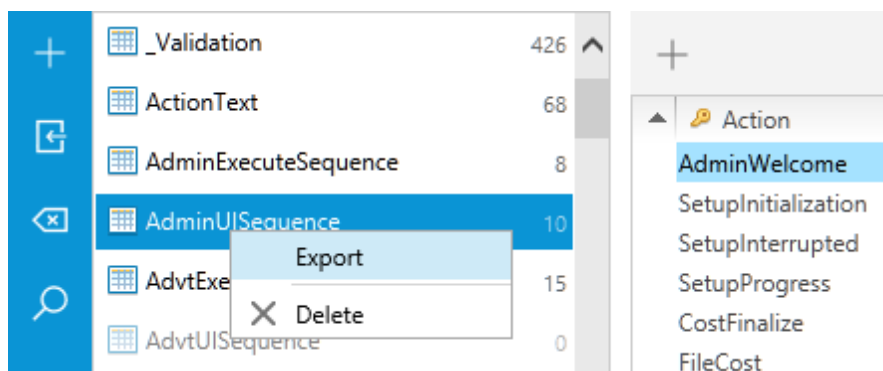 _Validation 426
ActionText 68
AdminExecuteSequence 8
AdminUISequence 10
Export
AdvtExe 15
Delete
AdvtUISequence 0
Action
AdminWelcome
SetupInitialization
SetupInterrupted
SetupProgress
CostFinalize
FileCost